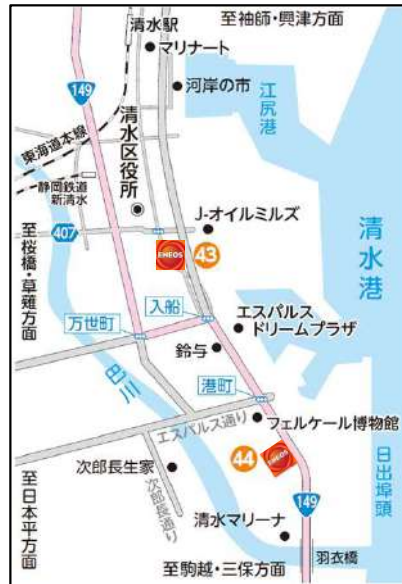 至袖師・興津方面
清水駅
マリナート
149
河岸の市
江尻港
東海道本線
清水区役所
静岡鉄道
新清水
J-オイルミルズ
407
ENEOS
43
至桜橋・草薙方面
清水港
入船
エスパルス
ドリームプラザ
万世町
鈴与
巴川
港町
エスパルス通り
フェルケール博物館
44
ENEOS
次郎長生家
次郎長通り
日出埠頭
至日本平方面
149
清水マリーナ
羽衣橋
至駒越・三保方面